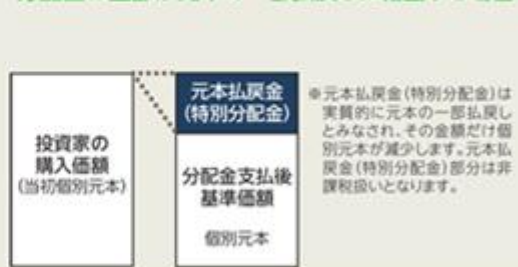 投資家の
購入価額
(当初個別元本)
元本払戻金
(特別分配金)
分配金支払後
基準価額
個別元本
※元本払戻金(特別分配金)は
実質的に元本の一部払戻し
とみなされ、その金額だけ個
別元本が減少します。元本払
戻金(特別分配金)部分は非
課税扱いとなります。